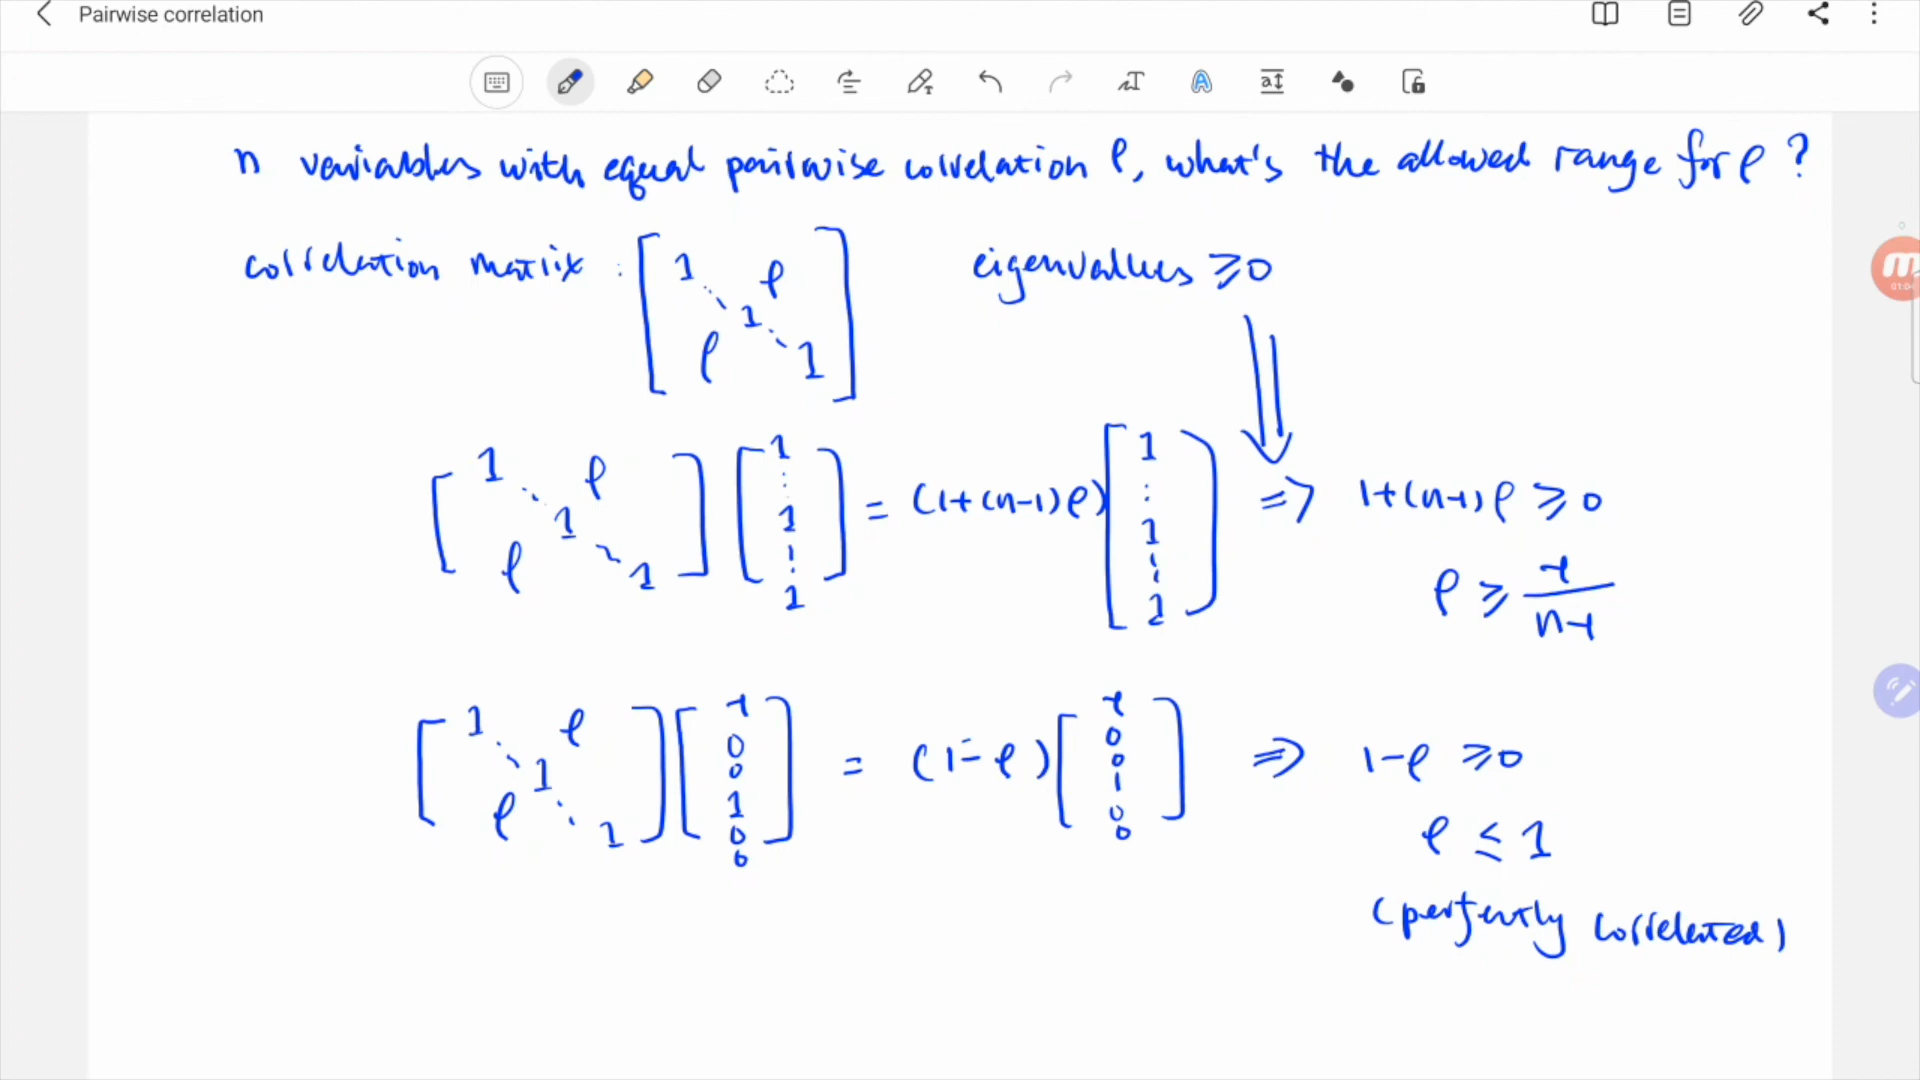 Pairwise correlation
n variables with equal pairwise correlation ρ, what's the allowed range for ρ ?
correlation matrix : [1 ⋱ 1 ⋱ 1, ρ, ρ] eigenvalues ≥0
[1 ⋱ 1 ⋱ 1, ρ, ρ] [1 ⋮ 1 ⋮ 1] = (1+(n-1)ρ) [1 ⋮ 1 ⋮ 1] ⇒ 1+(n-1)ρ ≥ 0
ρ ≥ -1/(n-1)
[1 ⋱ 1 ⋱ 1, ρ, ρ] [-1 0 0 1 0 0] = (1-ρ) [-1 0 0 1 0 0] ⇒ 1-ρ ≥0
ρ ≤ 1
(perfectly correlated)
01:04